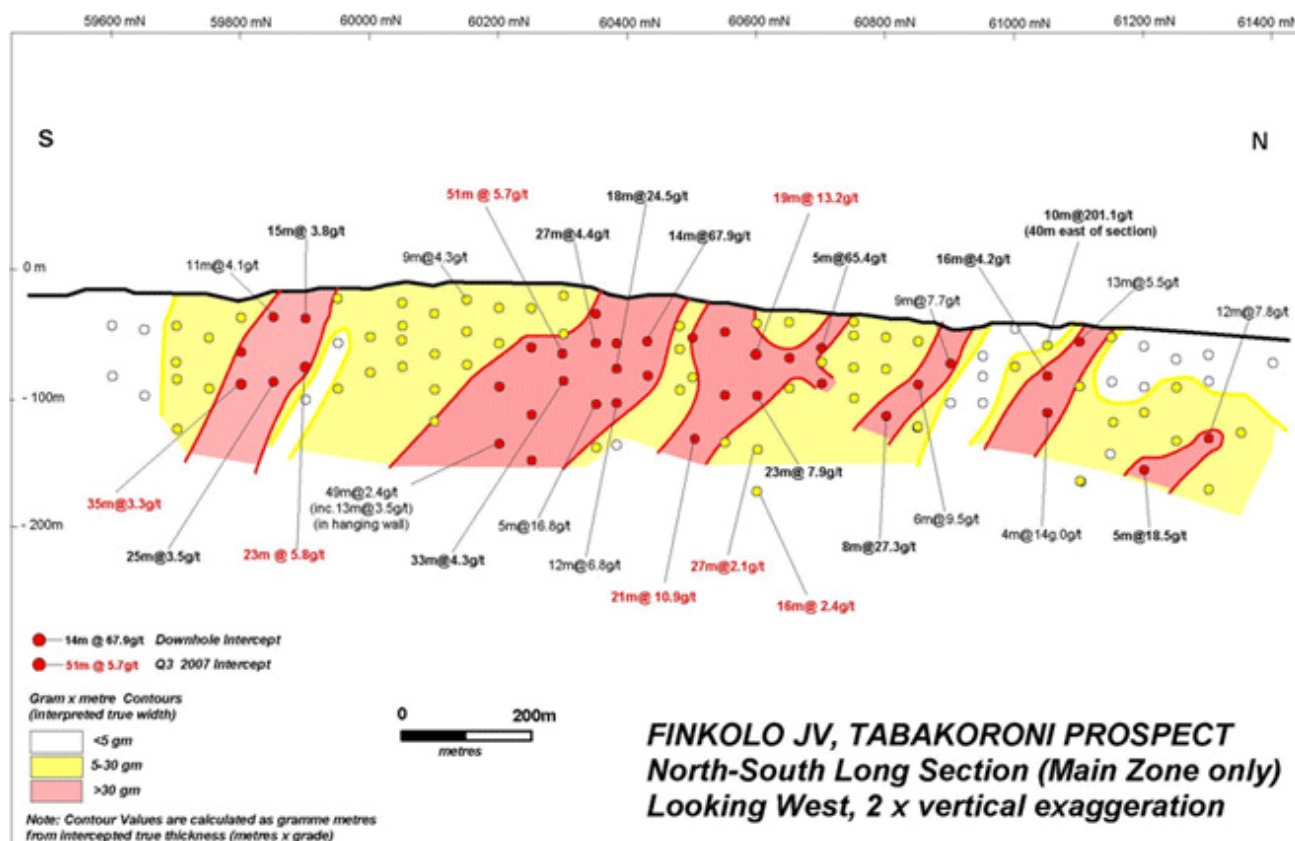 59600 mN 59800 mN 60000 mN 60200 mN 60400 mN 60600 mN 60800 mN 61000 mN 61200 mN 61400 mN
S N
18m@24.5g/t
51m @ 5.7g/t
19m@ 13.2g/t
10m@201.1g/t
(40m east of section)
15m@ 3.8g/t
27m@4.4g/t
14m@67.9g/t
16m@4.2g/t
11m@4.1g/t
9m@4.3g/t
5m@65.4g/t
13m@5.5g/t
0 m
9m@7.7g/t
12m@7.8g/t
- 100m
35m@3.3g/t
49m@2.4g/t
(inc.13m@3.5g/t)
(in hanging wall)
23m @ 7.9g/t
- 200m
5m@16.8g/t
6m@9.5g/t
4m@14g.0g/t
5m@18.5g/t
25m@3.5g/t
23m @ 5.8g/t
33m@4.3g/t
12m@6.8g/t
27m@2.1g/t
8m@27.3g/t
21m@ 10.9g/t
16m@ 2.4g/t
14m @ 67.9g/t Downhole Intercept
51m @ 5.7g/t Q3 2007 Intercept
Gram x metre Contours
(interpreted true width)
<5 gm
5-30 gm
>30 gm
Note: Contour Values are calculated as gramme metres
from intercepted true thickness (metres x grade)
0 200m
metres
FINKOLO JV, TABAKORONI PROSPECT
North-South Long Section (Main Zone only)
Looking West, 2 x vertical exaggeration